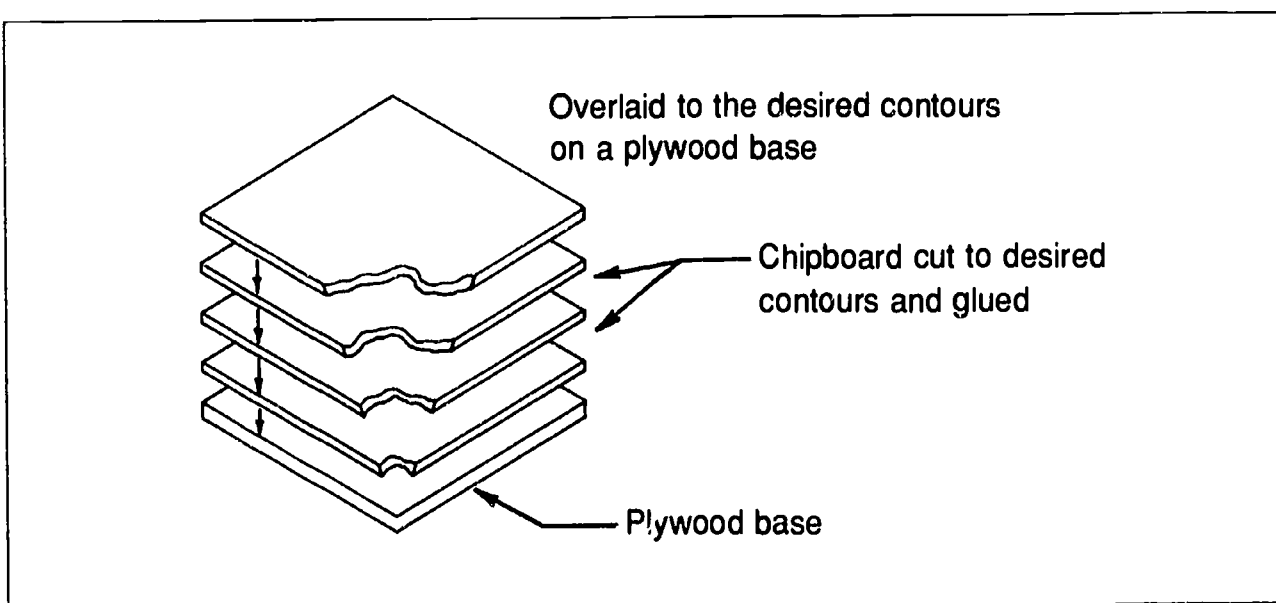 Overlaid to the desired contours
on a plywood base
Chipboard cut to desired
contours and glued
Plywood base